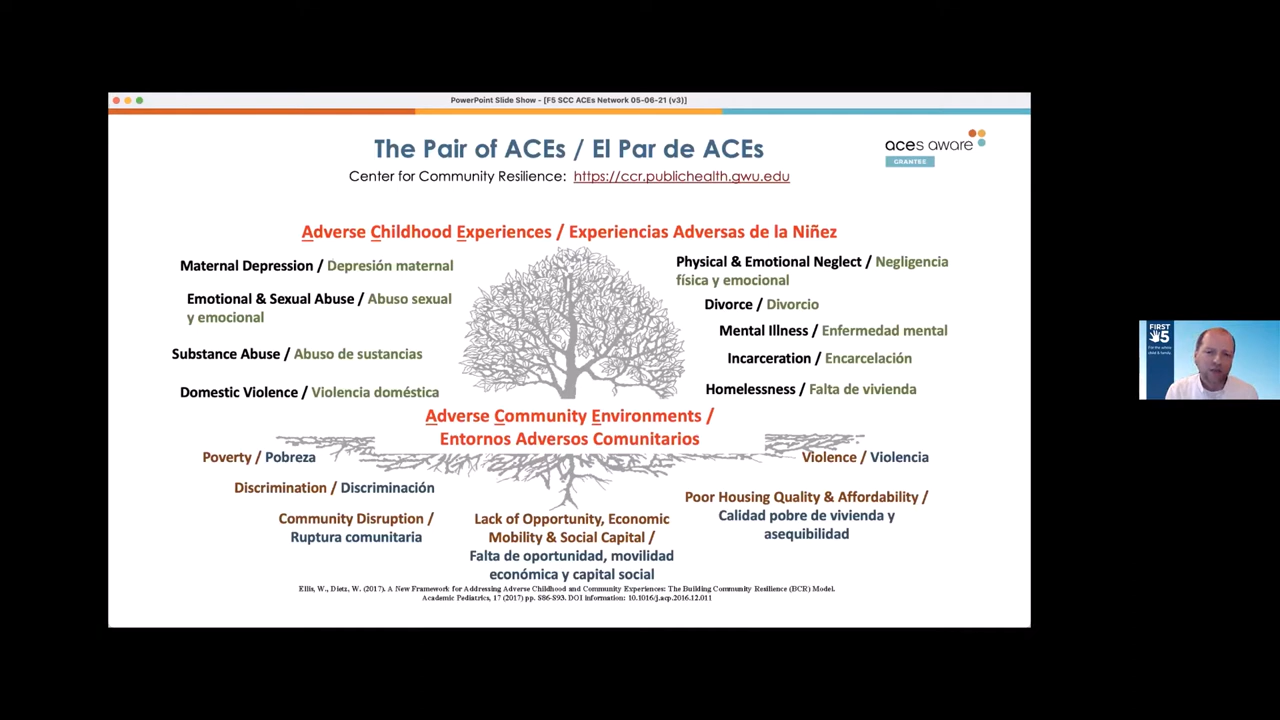 PowerPoint Slide Show - [F5 SCC ACEs Network 05-06-21 (v3)]
The Pair of ACEs / El Par de ACEs
aces aware
GRANTEE
Center for Community Resilience: https://ccr.publichealth.gwu.edu
Adverse Childhood Experiences / Experiencias Adversas de la Niñez
Maternal Depression / Depresión maternal
Emotional & Sexual Abuse / Abuso sexual
y emocional
Substance Abuse / Abuso de sustancias
Domestic Violence / Violencia doméstica
Physical & Emotional Neglect / Negligencia
física y emocional
Divorce / Divorcio
Mental Illness / Enfermedad mental
Incarceration / Encarcelación
Homelessness / Falta de vivienda
Adverse Community Environments /
Entornos Adversos Comunitarios
Poverty / Pobreza
Discrimination / Discriminación
Community Disruption /
Ruptura comunitaria
Lack of Opportunity, Economic
Mobility & Social Capital /
Falta de oportunidad, movilidad
económica y capital social
Violence / Violencia
Poor Housing Quality & Affordability /
Calidad pobre de vivienda y
asequibilidad
Ellis, W., Dietz, W. (2017). A New Framework for Addressing Adverse Childhood and Community Experiences: The Building Community Resilience (BCR) Model.
Academic Pediatrics, 17 (2017) pp. S86-S93. DOI information: 10.1016/j.acp.2016.12.011
FIRST
5